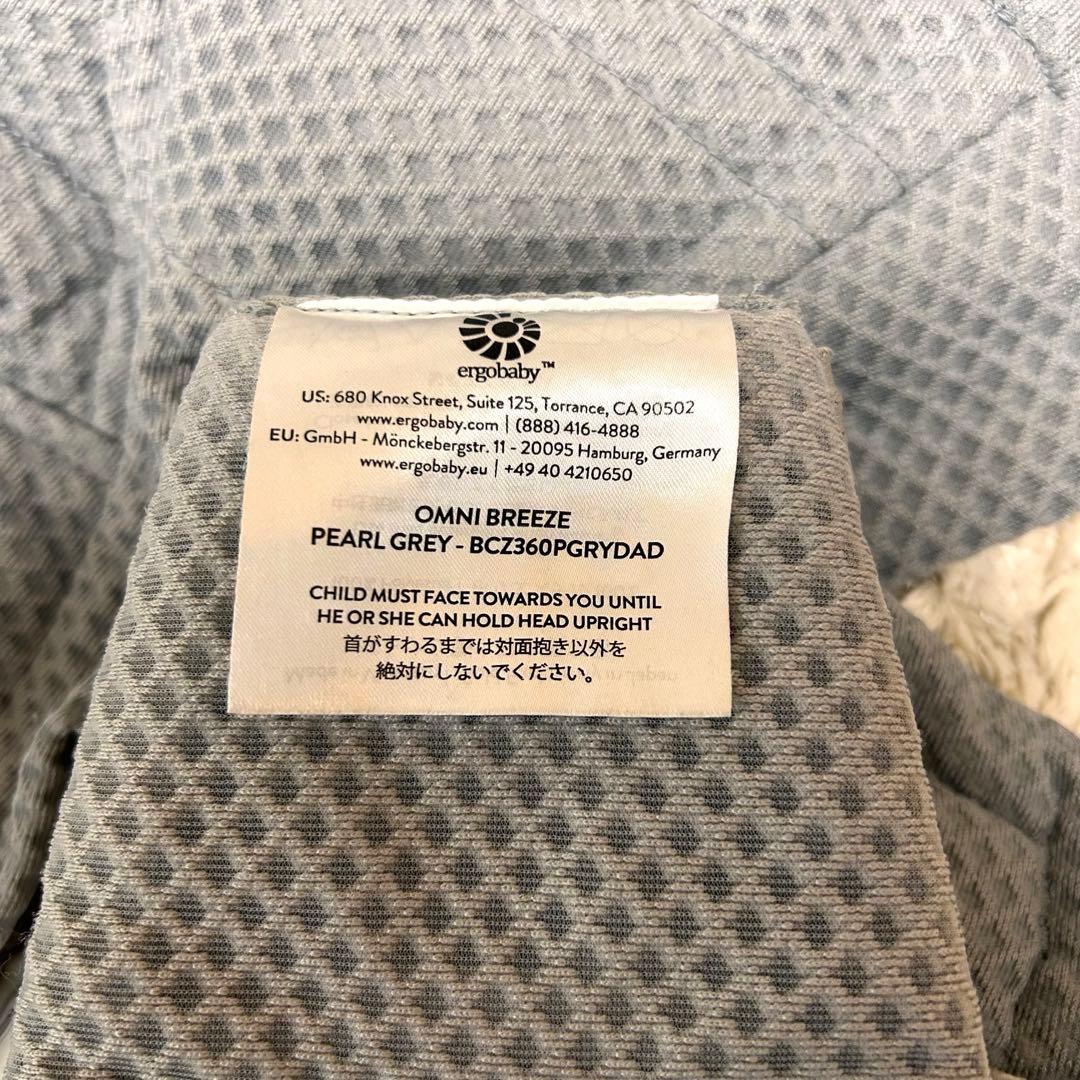 ergobaby™
US: 680 Knox Street, Suite 125, Torrance, CA 90502
www.ergobaby.com | (888) 416-4888
EU: GmbH - Mönckebergstr. 11 - 20095 Hamburg, Germany
www.ergobaby.eu | +49 40 4210650
OMNI BREEZE
PEARL GREY - BCZ360PGRYDAD
CHILD MUST FACE TOWARDS YOU UNTIL
HE OR SHE CAN HOLD HEAD UPRIGHT
首がすわるまでは対面抱き以外を
絶対にしないでください。